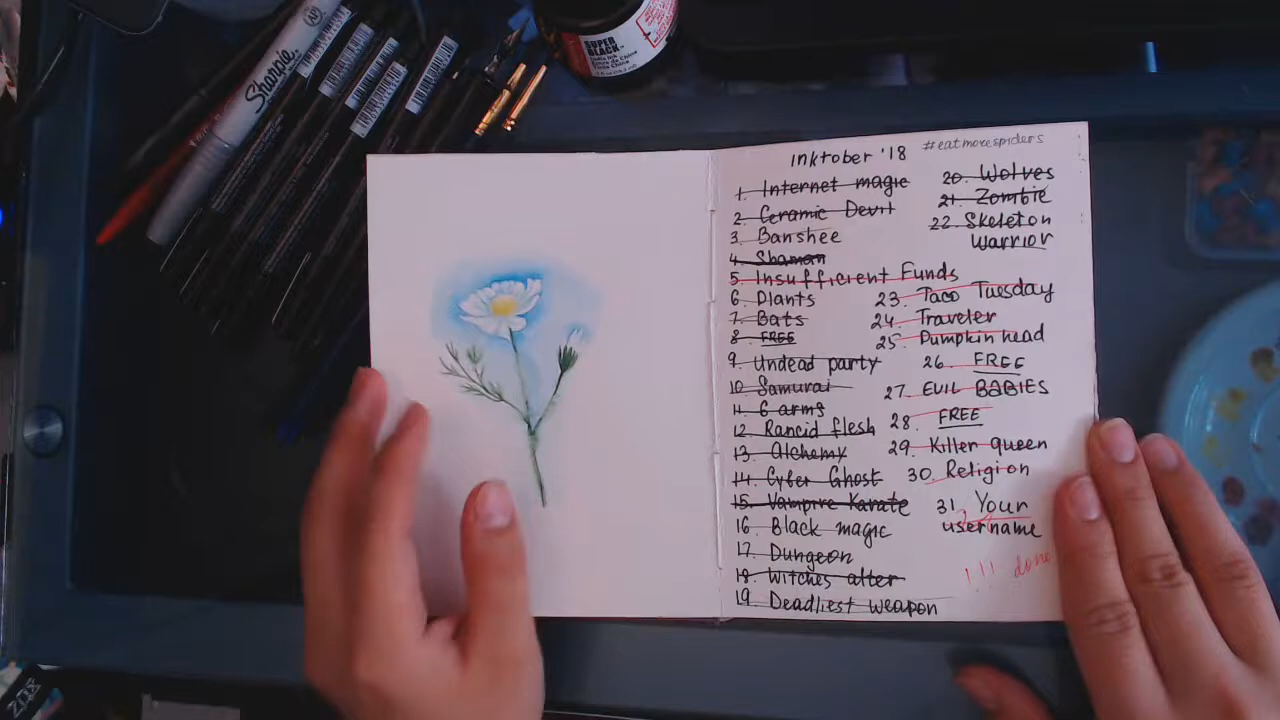 Sharpie
SUPER
BLACK
India Ink
Inktober '18
#eatmorespiders
1. Internet magic
2. Ceramic Devil
3. Banshee
4. Shaman
5. Insufficient Funds
6. Plants
7. Bats
8. FREE
9. Undead party
10. Samurai
11. 6 arms
12. Rancid flesh
13. Alchemy
14. Cyber Ghost
15. Vampire Karate
16. Black magic
17. Dungeon
18. Witches alter
19. Deadliest weapon
20. Wolves
21. Zombie
22. Skeleton
Warrior
23. Taco Tuesday
24. Traveler
25. Pumpkin head
26. FREE
27. EVIL BABIES
28. FREE
29. Killer queen
30. Religion
31. Your
username
!!! done